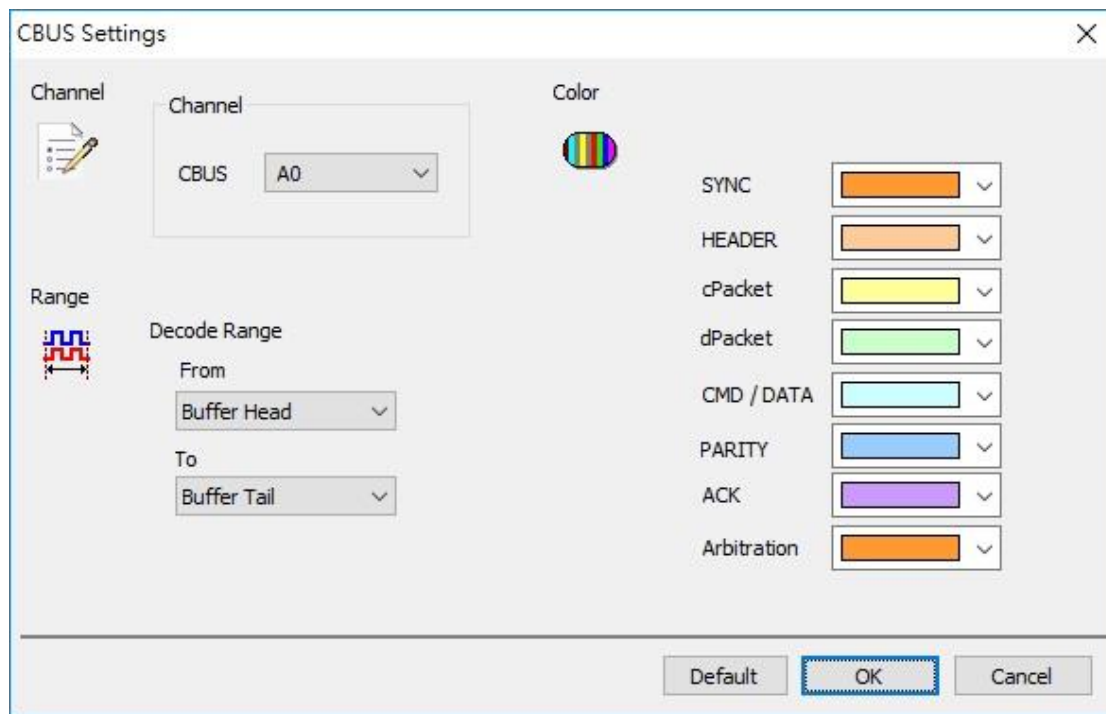 CBUS Settings
Channel
Channel
CBUS A0
Range
Decode Range
From
Buffer Head
To
Buffer Tail
Color
SYNC
HEADER
cPacket
dPacket
CMD / DATA
PARITY
ACK
Arbitration
Default OK Cancel